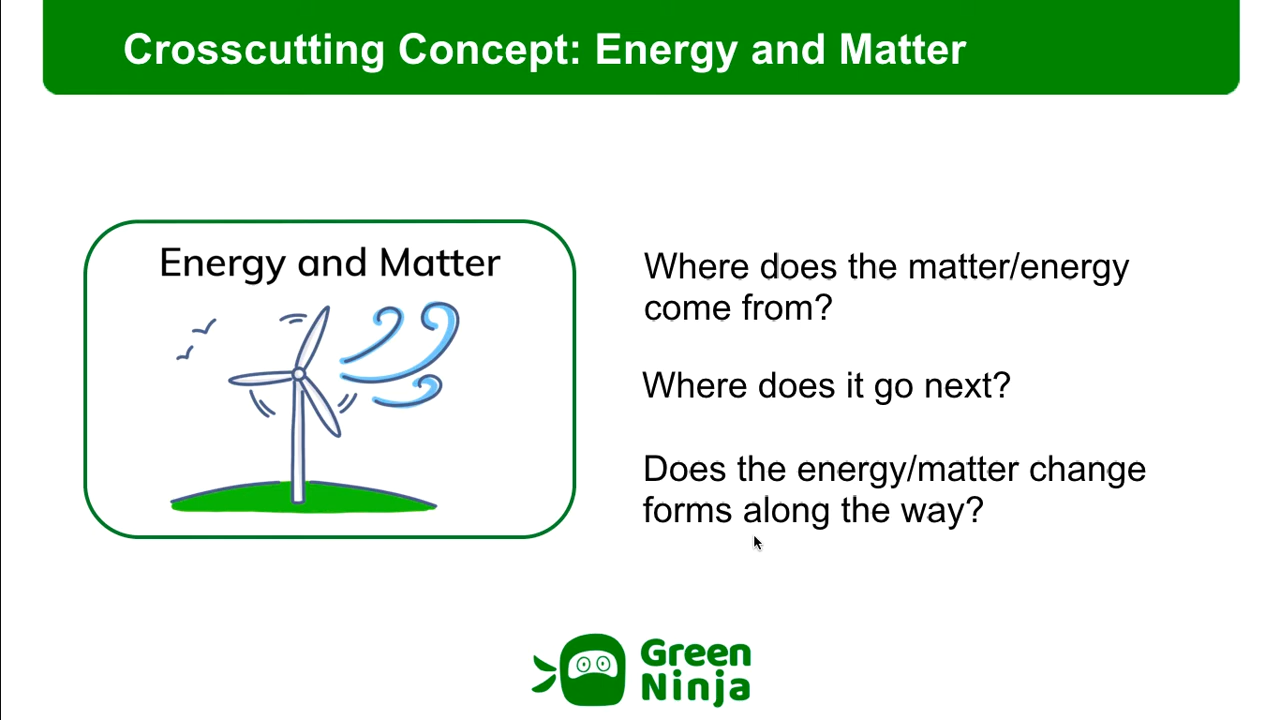 Crosscutting Concept: Energy and Matter
Energy and Matter
Where does the matter/energy
come from?
Where does it go next?
Does the energy/matter change
forms along the way?
Green
Ninja